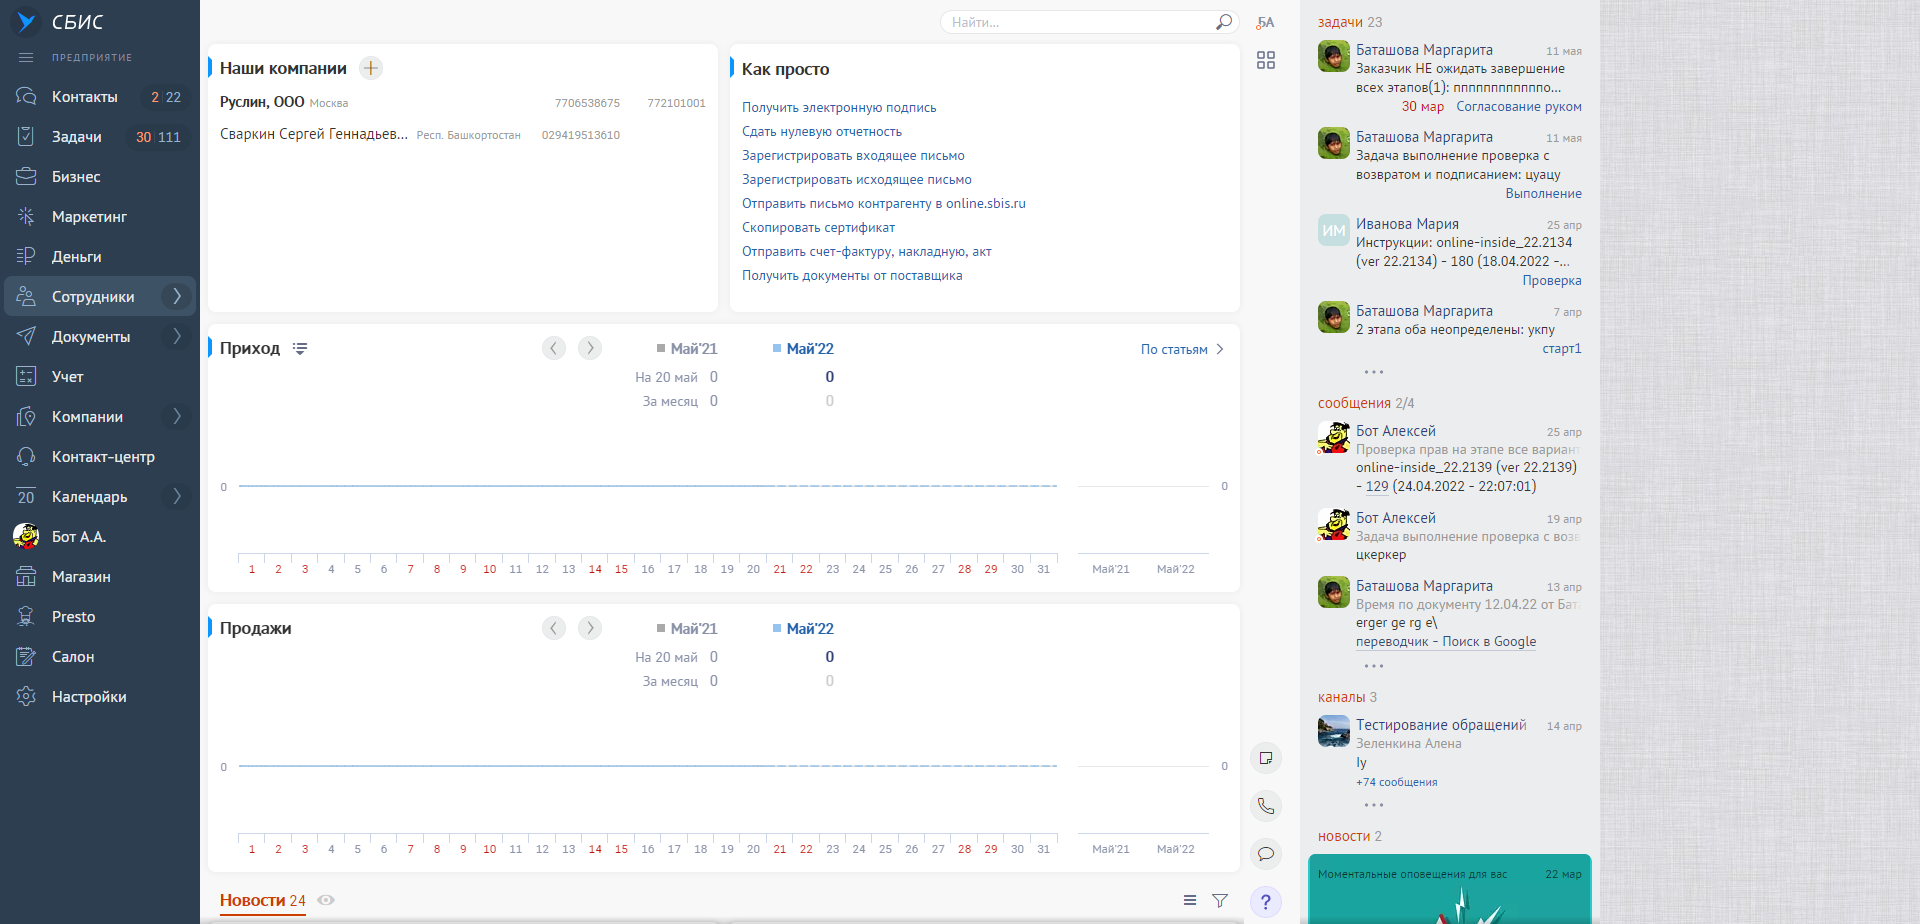 СБИС
ПРЕДПРИЯТИЕ
Контакты 2 22
Задачи 30 111
Бизнес
Маркетинг
Деньги
Сотрудники
Документы
Учет
Компании
Контакт-центр
20 Календарь
Бот А.А.
Магазин
Presto
Салон
Настройки
Найти...
БА
Наши компании
Руслин, ООО Москва 7706538675 772101001
Сваркин Сергей Геннадьев... Респ. Башкортостан 029419513610
Как просто
Получить электронную подпись
Сдать нулевую отчетность
Зарегистрировать входящее письмо
Зарегистрировать исходящее письмо
Отправить письмо контрагенту в online.sbis.ru
Скопировать сертификат
Отправить счет-фактуру, накладную, акт
Получить документы от поставщика
Приход
Май'21 Май'22
По статьям
На 20 май 0 0
За месяц 0 0
0 0
1 2 3 4 5 6 7 8 9 10 11 12 13 14 15 16 17 18 19 20 21 22 23 24 25 26 27 28 29 30 31 Май'21 Май'22
Продажи
Май'21 Май'22
На 20 май 0 0
За месяц 0 0
0 0
1 2 3 4 5 6 7 8 9 10 11 12 13 14 15 16 17 18 19 20 21 22 23 24 25 26 27 28 29 30 31 Май'21 Май'22
Новости 24
?
задачи 23
Баташова Маргарита 11 мая
Заказчик НЕ ожидать завершение
всех этапов(1): пппппппппппо...
30 мар Согласование руком
Баташова Маргарита 11 мая
Задача выполнение проверка с
возвратом и подписанием: цуацу
Выполнение
ИМ
Иванова Мария 25 апр
Инструкции: online-inside_22.2134
(ver 22.2134) - 180 (18.04.2022 -...
Проверка
Баташова Маргарита 7 апр
2 этапа оба неопределены: укпу
старт1
сообщения 2/4
Бот Алексей 25 апр
Проверка прав на этапе все вариант
online-inside_22.2139 (ver 22.2139)
- 129 (24.04.2022 - 22:07:01)
Бот Алексей 19 апр
Задача выполнение проверка с возв
цкеркер
Баташова Маргарита 13 апр
Время по документу 12.04.22 от Бата
erger ge rg e\
переводчик - Поиск в Google
каналы 3
Тестирование обращений 14 апр
Зеленкина Алена
ly
+74 сообщения
новости 2
Моментальные оповещения для вас 22 мар